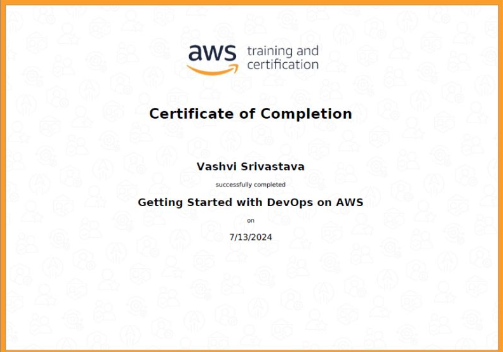 aws training and
certification
Certificate of Completion
Vashvi Srivastava
successfully completed
Getting Started with DevOps on AWS
on
7/13/2024